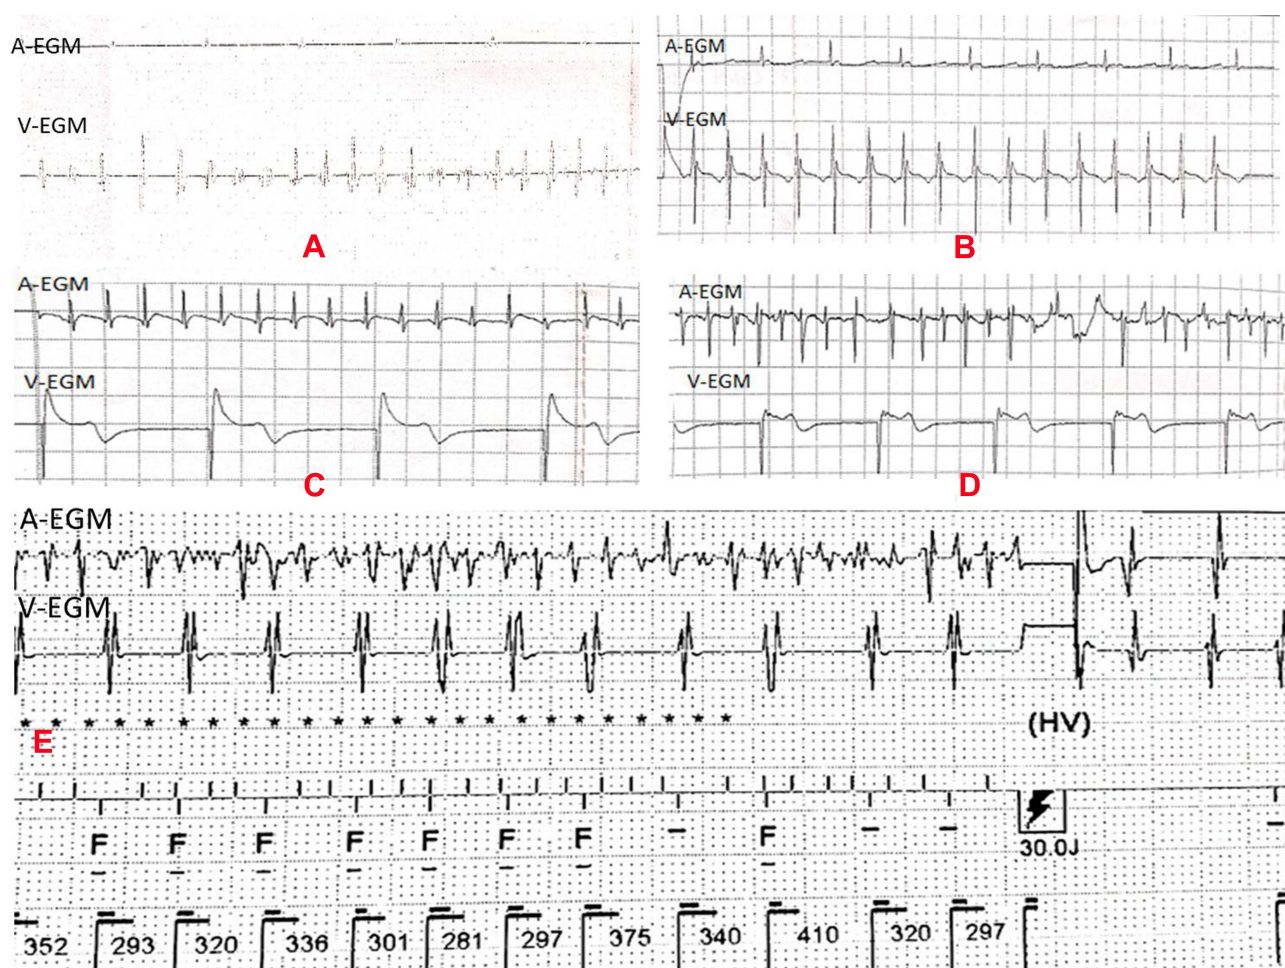 A-EGM
V-EGM
A
A-EGM
V-EGM
B
A-EGM
V-EGM
C
A-EGM
V-EGM
D
A-EGM
V-EGM
* * * * * * * * * * * * * * * * * * * * * * * *
(HV)
E
F F F F F F F – F – – 30.0J –
– – – – – – – –
352 293 320 336 301 281 297 375 340 410 320 297